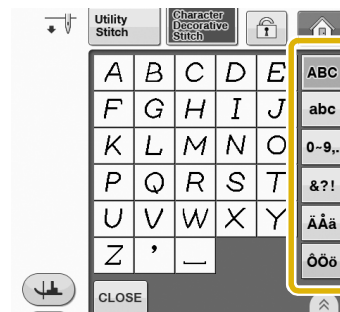 Utility Stitch
Character Decorative Stitch
A B C D E
F G H I J
K L M N O
P Q R S T
U V W X Y
Z ' _
ABC
abc
0~9,.
&?!
ÄÅä
ÔÖö
CLOSE